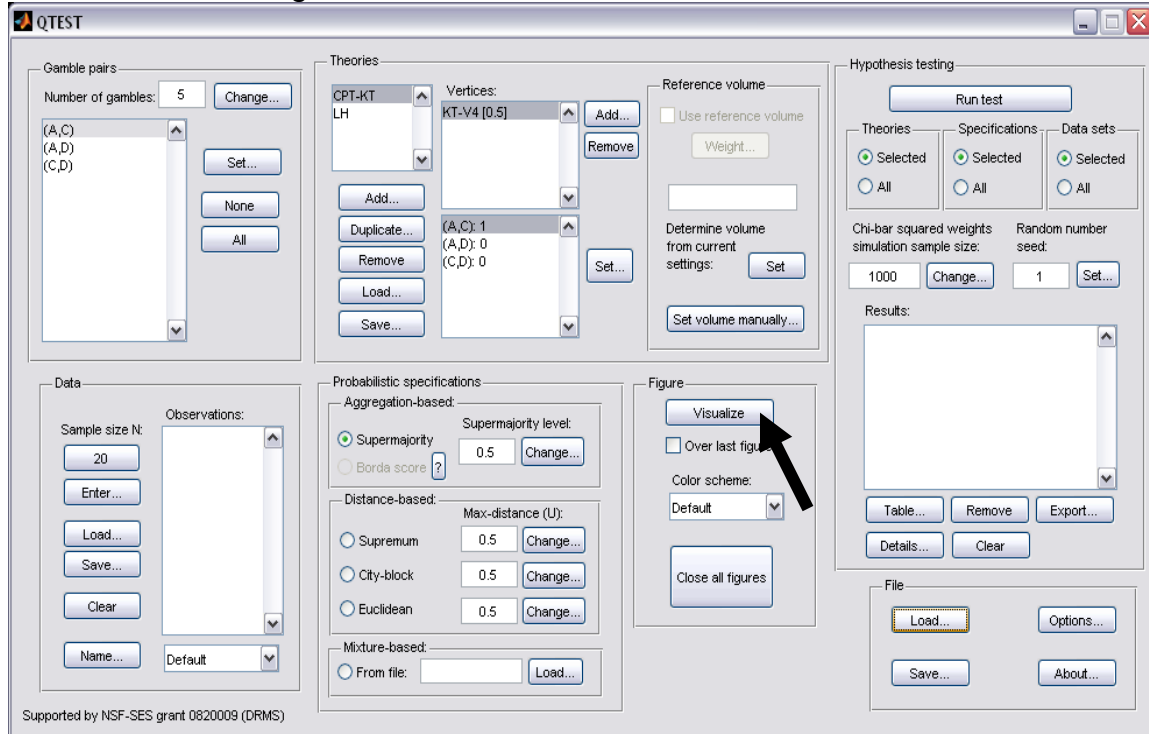 QTEST
Gamble pairs
Number of gambles: 5 Change...
(A,C)
(A,D)
(C,D)
Set...
None
All
Theories
CPT-KT
LH
Vertices:
KT-V4 [0.5]
Add...
Remove
Add...
Duplicate...
Remove
Load...
Save...
(A,C): 1
(A,D): 0
(C,D): 0
Set...
Reference volume
Use reference volume
Weight...
Determine volume
from current
settings: Set
Set volume manually...
Hypothesis testing
Run test
Theories
Selected
All
Specifications
Selected
All
Data sets
Selected
All
Chi-bar squared weights
simulation sample size:
1000 Change...
Random number
seed:
1 Set...
Results:
Table... Remove Export...
Details... Clear
Data
Sample size N:
20
Enter...
Load...
Save...
Clear
Name...
Observations:
Default
Probabilistic specifications
Aggregation-based:
Supermajority level:
Supermajority 0.5 Change...
Borda score ?
Distance-based:
Max-distance (U):
Supremum 0.5 Change...
City-block 0.5 Change...
Euclidean 0.5 Change...
Mixture-based:
From file: Load...
Figure
Visualize
Over last figu
Color scheme:
Default
Close all figures
File
Load... Options...
Save... About...
Supported by NSF-SES grant 0820009 (DRMS)